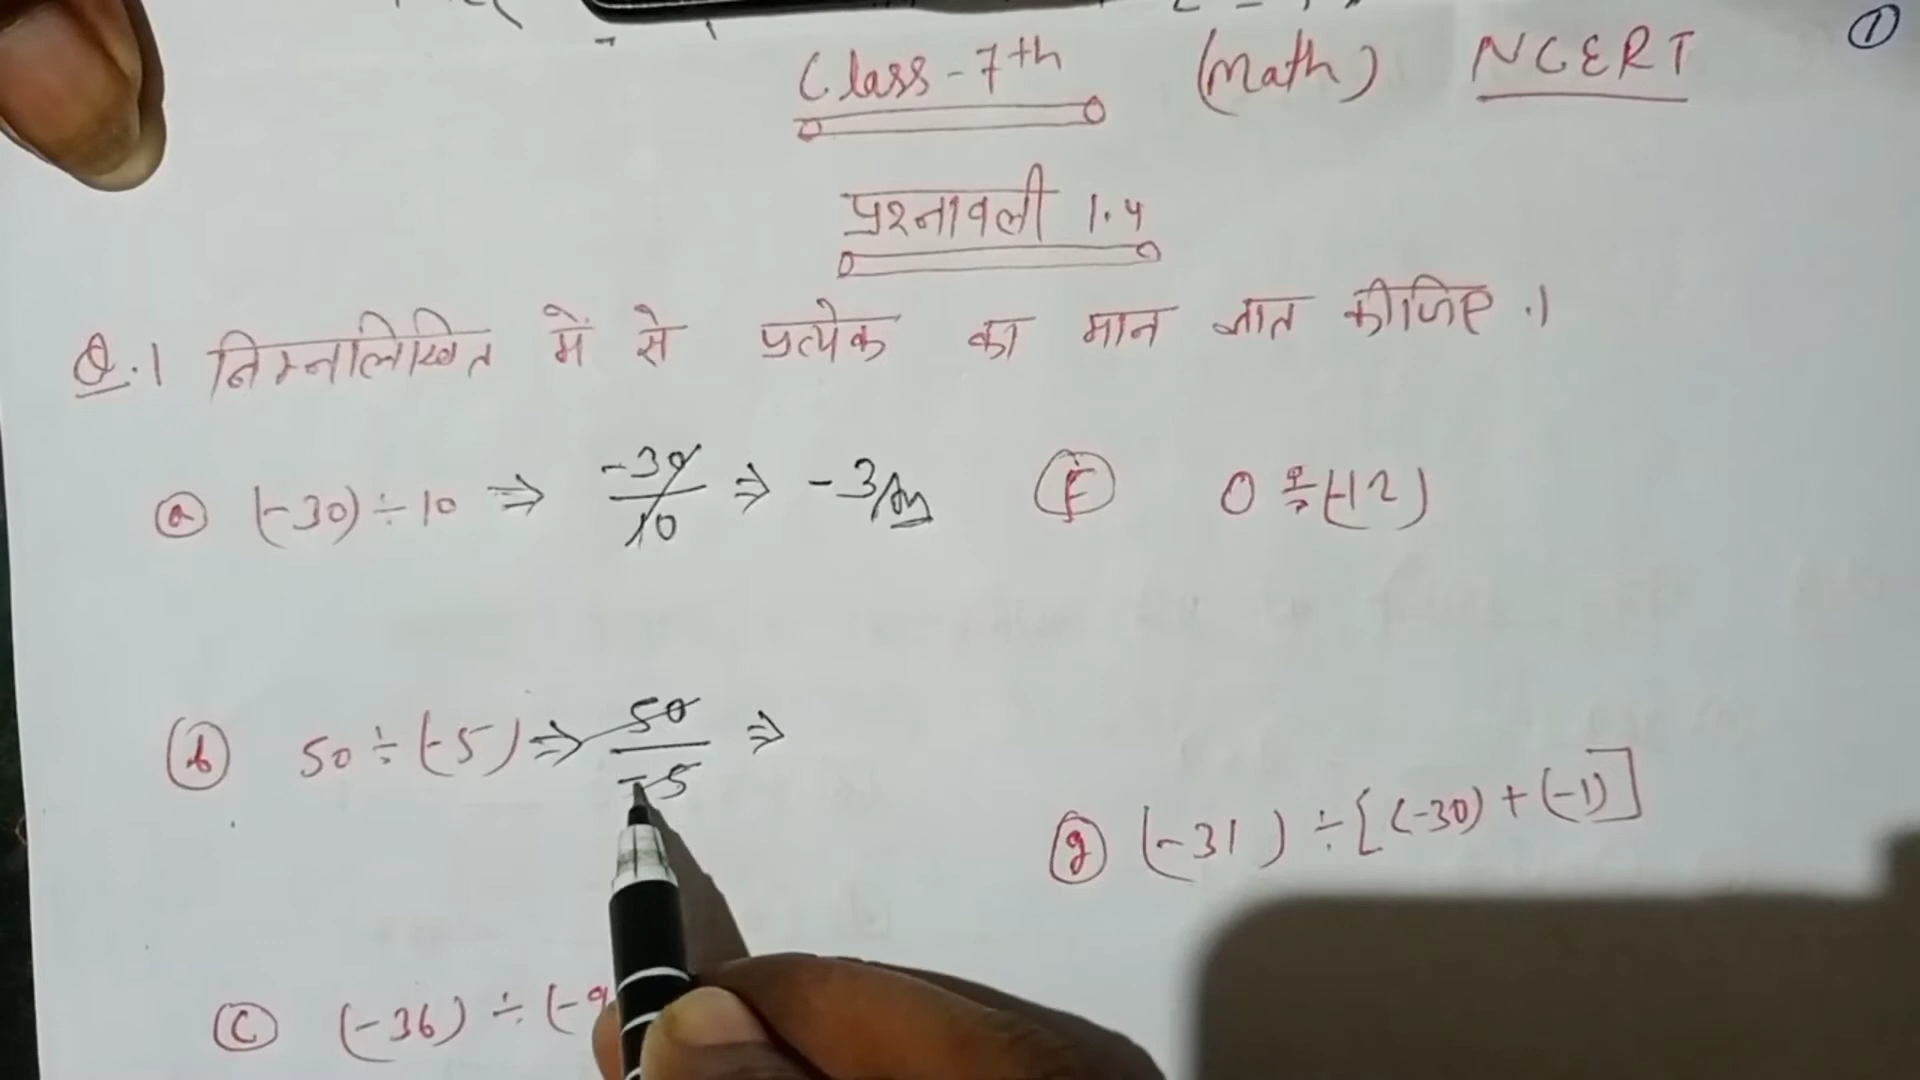 Class-7th (Math) NCERT ①
प्रश्नावली 1.4
Q.1 निम्नलिखित में से प्रत्येक का मान ज्ञात कीजिए.।
ⓐ (-30)÷10 ⇒ -30/10 ⇒ -3 Ans
Ⓕ 0÷(-12)
ⓑ 50÷(-5) ⇒ 50/-5 ⇒
ⓖ (-31)÷[(-30)+(-1)]
ⓒ (-36)÷(-9